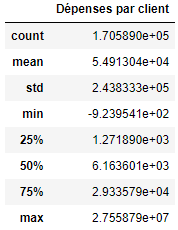 Dépenses par client
count 1.705890e+05
mean 5.491304e+04
std 2.438333e+05
min -9.239541e+02
25% 1.271890e+03
50% 6.163601e+03
75% 2.933579e+04
max 2.755879e+07